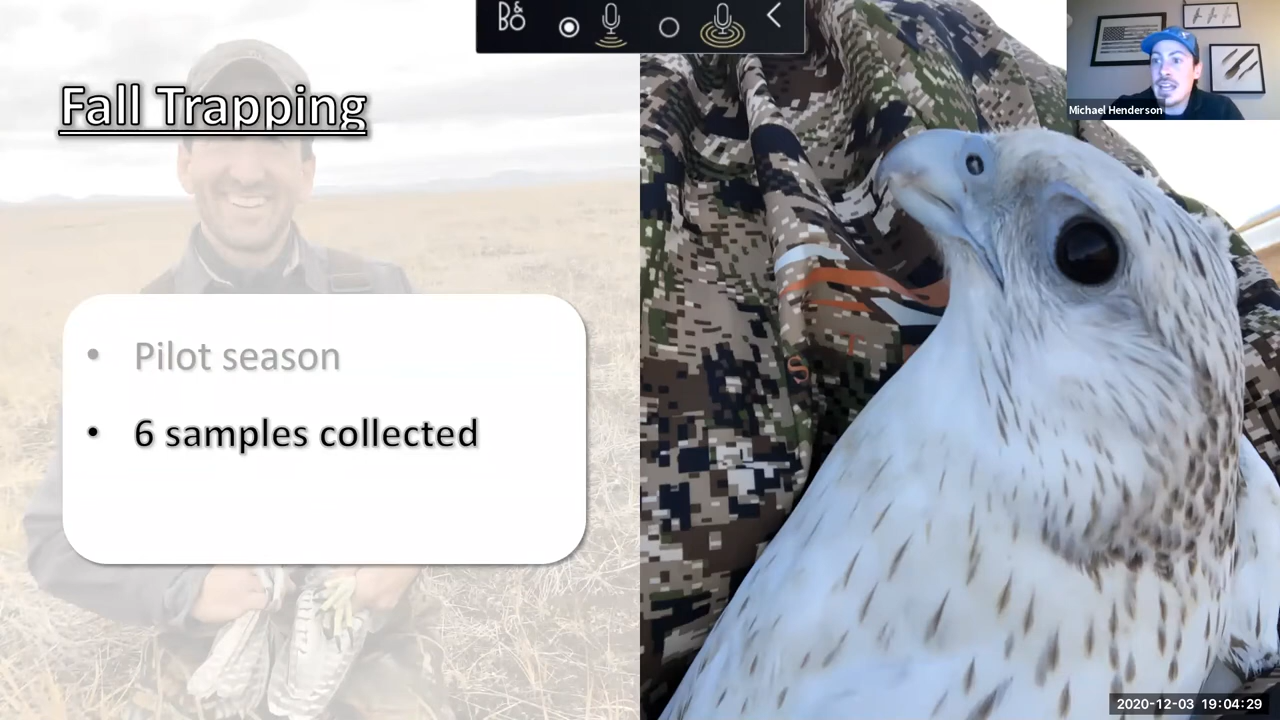 B&O
Michael Henderson
Fall Trapping
• Pilot season
• 6 samples collected
2020-12-03 19:04:29